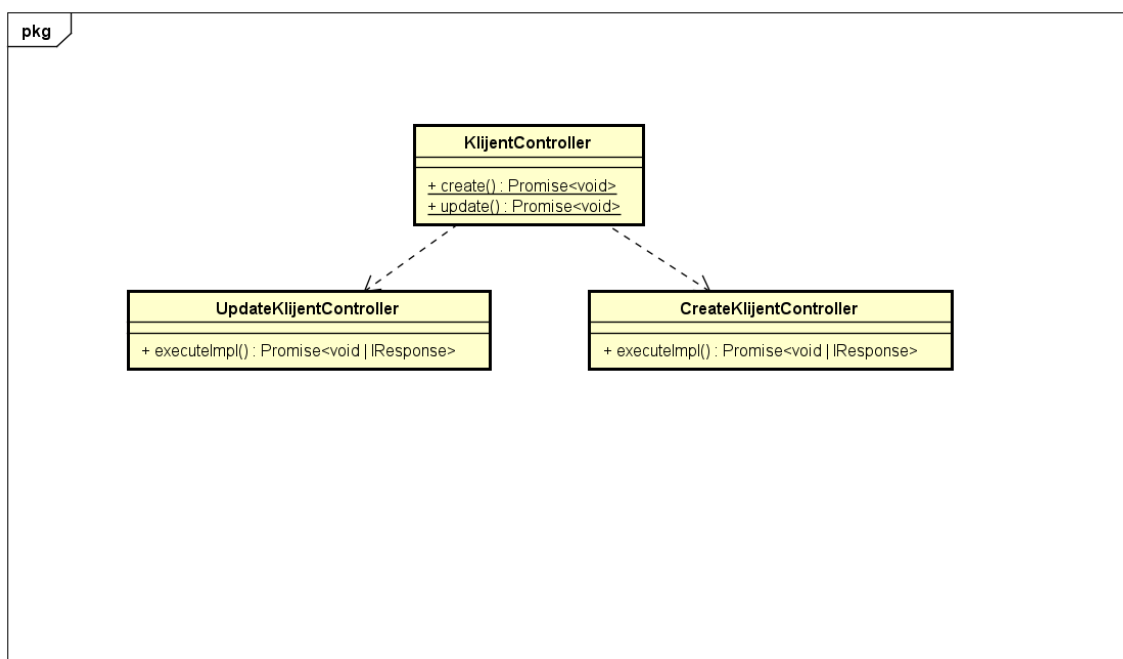 pkg
KlijentController
+ create() : Promise<void>
+ update() : Promise<void>
UpdateKlijentController
+ executeImpl() : Promise<void | IResponse>
CreateKlijentController
+ executeImpl() : Promise<void | IResponse>